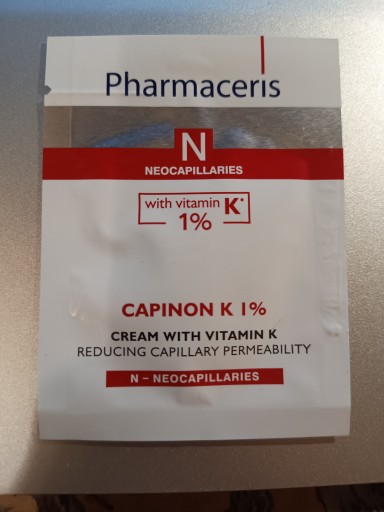 Pharmaceris
N
NEOCAPILLARIES
with vitamin K*
1%
CAPINON K 1%
CREAM WITH VITAMIN K
REDUCING CAPILLARY PERMEABILITY
N – NEOCAPILLARIES